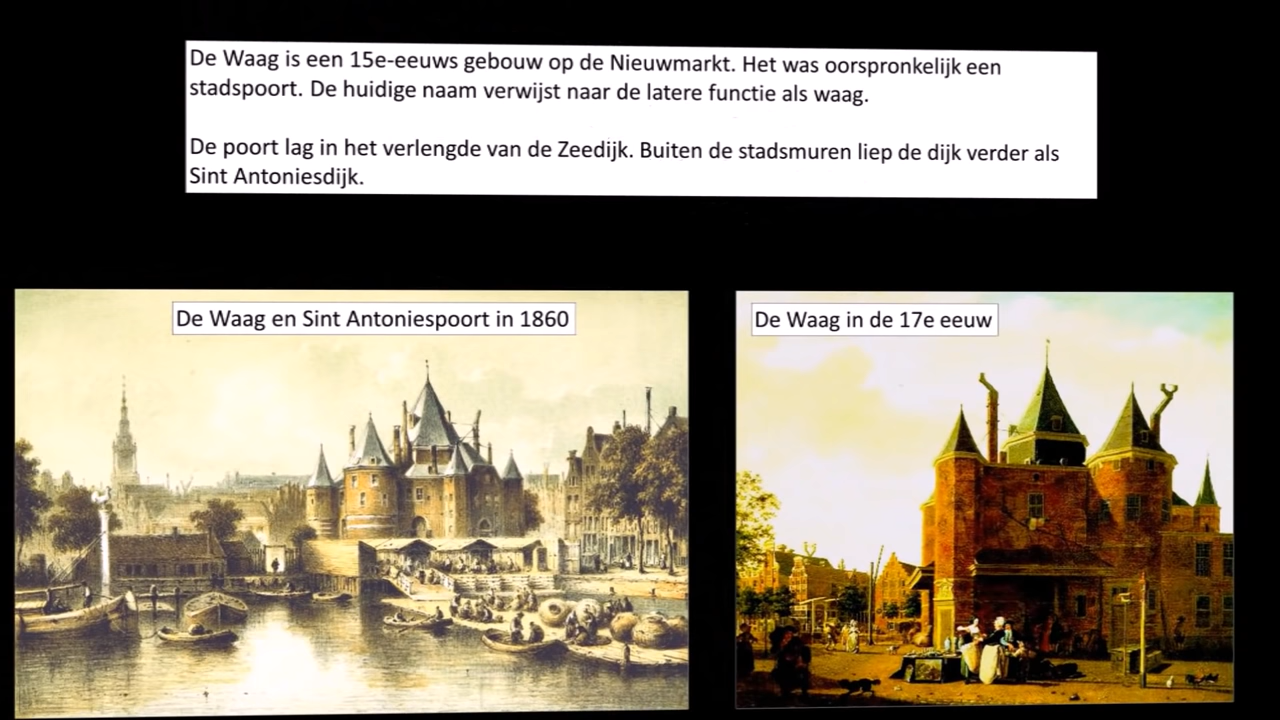 De Waag is een 15e-eeuws gebouw op de Nieuwmarkt. Het was oorspronkelijk een
stadspoort. De huidige naam verwijst naar de latere functie als waag.
De poort lag in het verlengde van de Zeedijk. Buiten de stadsmuren liep de dijk verder als
Sint Antoniesdijk.
De Waag en Sint Antoniespoort in 1860
De Waag in de 17e eeuw